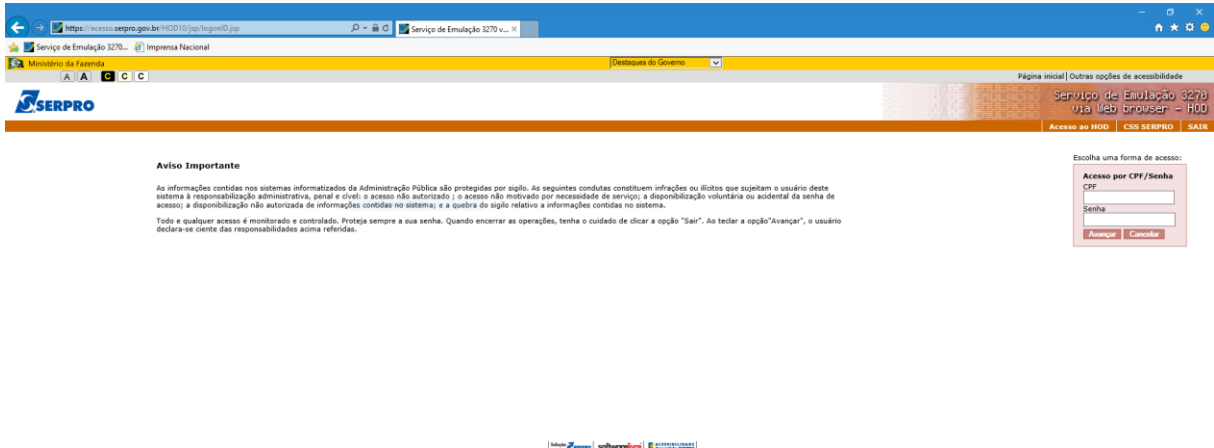 https://acesso.serpro.gov.br/HOD10/jsp/logonID.jsp
Serviço de Emulação 3270 v...
Serviço de Emulação 3270... Imprensa Nacional
Ministério da Fazenda Destaques do Governo
A A C C C Página inicial | Outras opções de acessibilidade
SERPRO
Serviço de Emulação 3270
via Web browser - HOD
Acesso ao HOD CSS SERPRO SAIR
Escolha uma forma de acesso:
Aviso Importante
As informações contidas nos sistemas informatizados da Administração Pública são protegidas por sigilo. As seguintes condutas constituem infrações ou ilícitos que sujeitam o usuário deste
sistema à responsabilização administrativa, penal e cível: o acesso não autorizado ; o acesso não motivado por necessidade de serviço; a disponibilização voluntária ou acidental da senha de
acesso; a disponibilização não autorizada de informações contidas no sistema; e a quebra do sigilo relativo a informações contidas no sistema.
Todo e qualquer acesso é monitorado e controlado. Proteja sempre a sua senha. Quando encerrar as operações, tenha o cuidado de clicar a opção "Sair". Ao teclar a opção"Avançar", o usuário
declara-se ciente das responsabilidades acima referidas.
Acesso por CPF/Senha
CPF
Senha
Avançar Cancelar
SERPRO software livre ACESSIBILIDADE